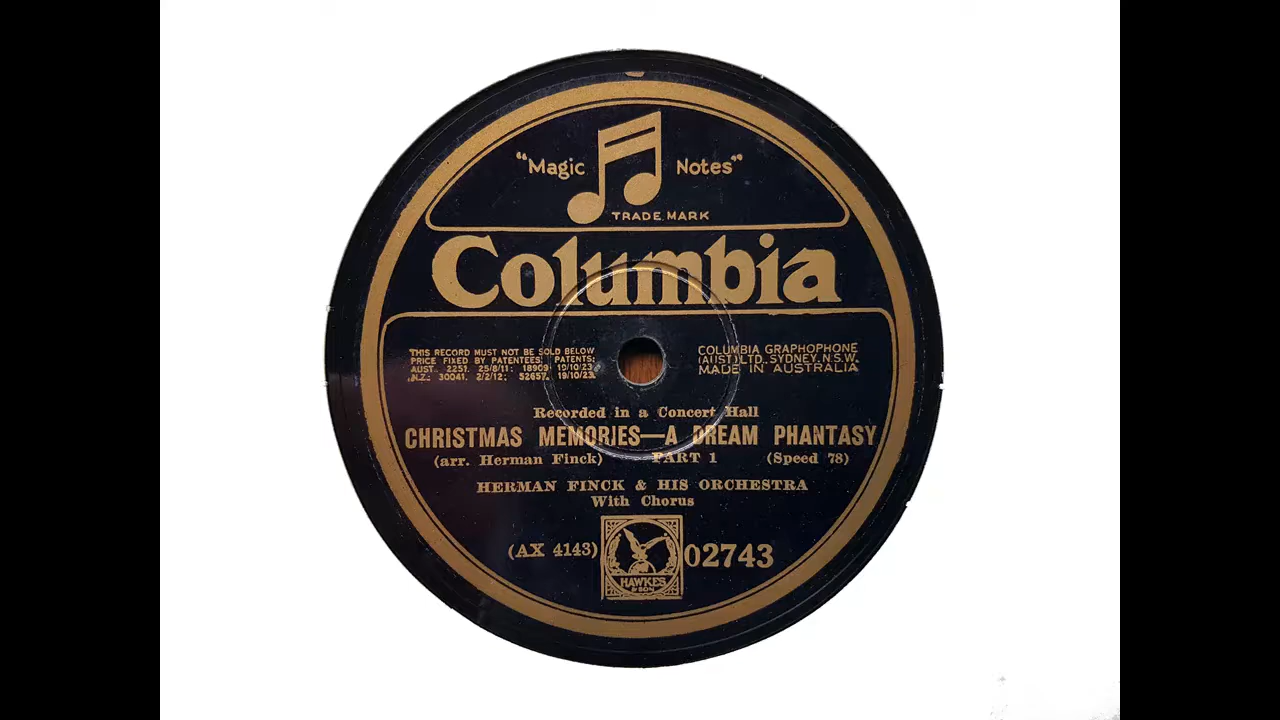 "Magic Notes"
TRADE MARK
Columbia
THIS RECORD MUST NOT BE SOLD BELOW
PRICE FIXED BY PATENTEES. PATENTS:
AUST. 2251. 25/8/11; 18909. 19/10/23.
N.Z.: 30041. 2/2/12; 52657. 19/10/23.
COLUMBIA GRAPHOPHONE
(AUST) LTD. SYDNEY. N.S.W.
MADE IN AUSTRALIA
Recorded in a Concert Hall
CHRISTMAS MEMORIES—A DREAM PHANTASY
(arr. Herman Finck) PART 1 (Speed 78)
HERMAN FINCK & HIS ORCHESTRA
With Chorus
(AX 4143) 02743
HAWKES
& SON